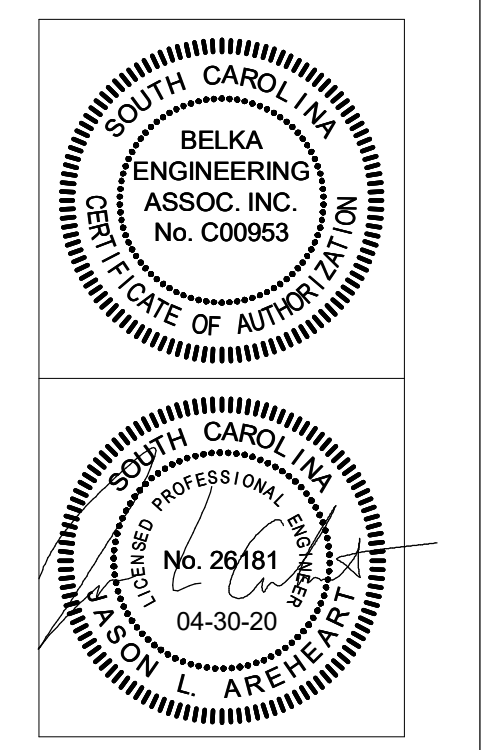 SOUTH CAROLINA
BELKA
ENGINEERING
ASSOC. INC.
No. C00953
CERTIFICATE OF AUTHORIZATION
SOUTH CAROLINA
LICENSED PROFESSIONAL ENGINEER
No. 26181
04-30-20
JASON L. AREHEART